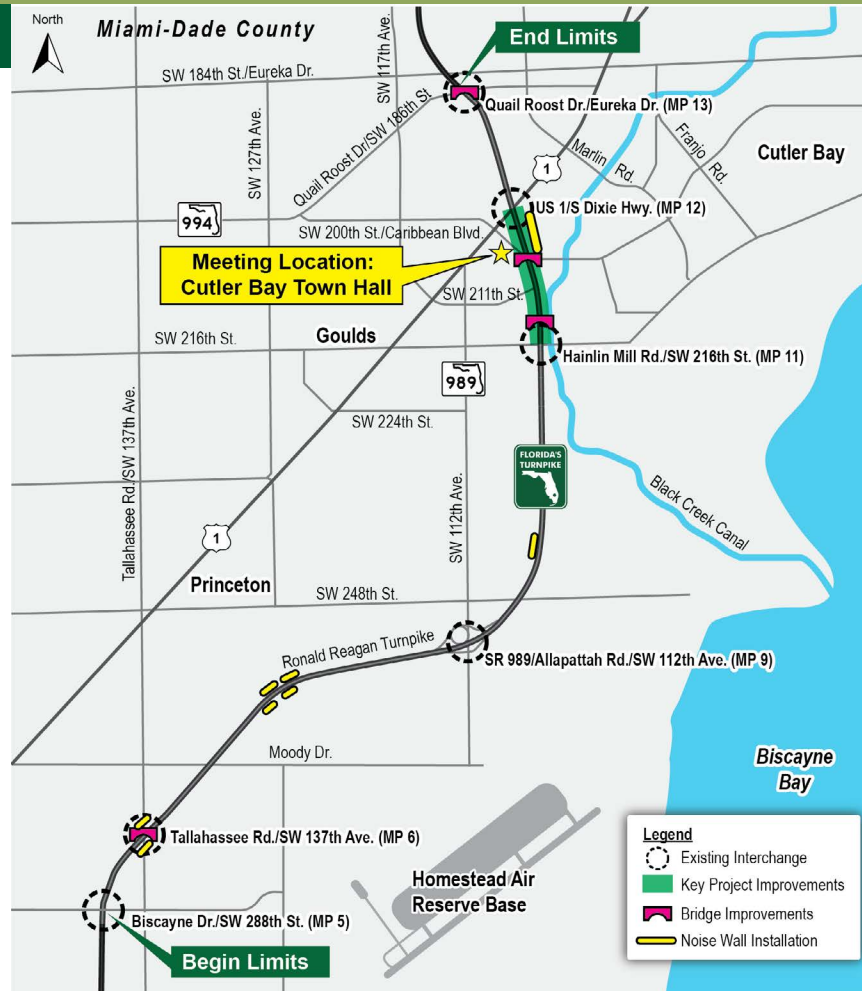 North
Miami-Dade County
SW 117th Ave.
End Limits
SW 184th St./Eureka Dr.
Quail Roost Dr./Eureka Dr. (MP 13)
SW 127th Ave.
Quail Roost Dr/SW 186th St
Marlin Rd.
Franjo Rd.
Cutler Bay
1
US 1/S Dixie Hwy. (MP 12)
994
SW 200th St./Caribbean Blvd.
Meeting Location:
Cutler Bay Town Hall
SW 211th St.
SW 216th St.
Goulds
Hainlin Mill Rd./SW 216th St. (MP 11)
989
SW 224th St.
FLORIDA'S
TURNPIKE
Tallahassee Rd./SW 137th Ave.
SW 112th Ave.
Black Creek Canal
1
Princeton
SW 248th St.
Ronald Reagan Turnpike
SR 989/Allapattah Rd./SW 112th Ave. (MP 9)
Moody Dr.
Biscayne
Bay
Tallahassee Rd./SW 137th Ave. (MP 6)
Homestead Air
Reserve Base
Biscayne Dr./SW 288th St. (MP 5)
Begin Limits
Legend
Existing Interchange
Key Project Improvements
Bridge Improvements
Noise Wall Installation